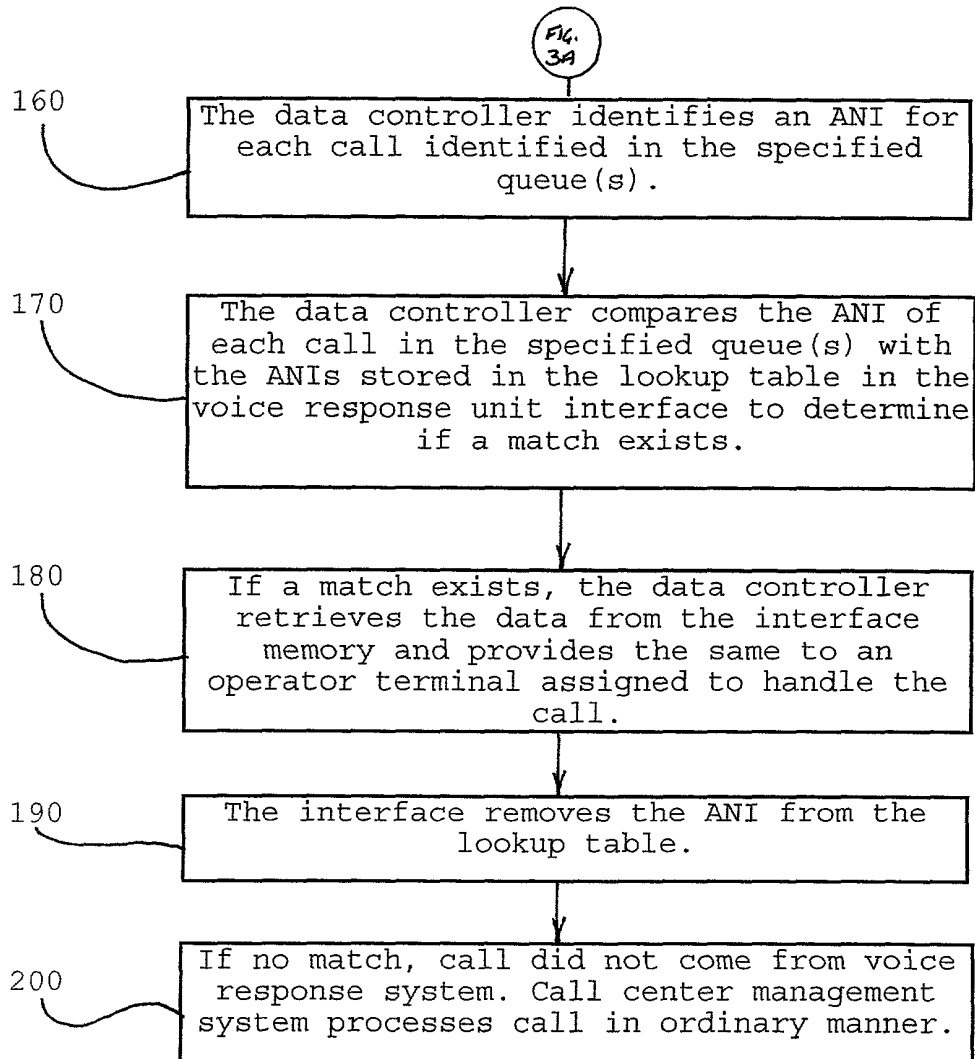 FIG.
3A
160
The data controller identifies an ANI for
each call identified in the specified
queue(s).
170
The data controller compares the ANI of
each call in the specified queue(s) with
the ANIs stored in the lookup table in the
voice response unit interface to determine
if a match exists.
180
If a match exists, the data controller
retrieves the data from the interface
memory and provides the same to an
operator terminal assigned to handle the
call.
190
The interface removes the ANI from the
lookup table.
200
If no match, call did not come from voice
response system. Call center management
system processes call in ordinary manner.